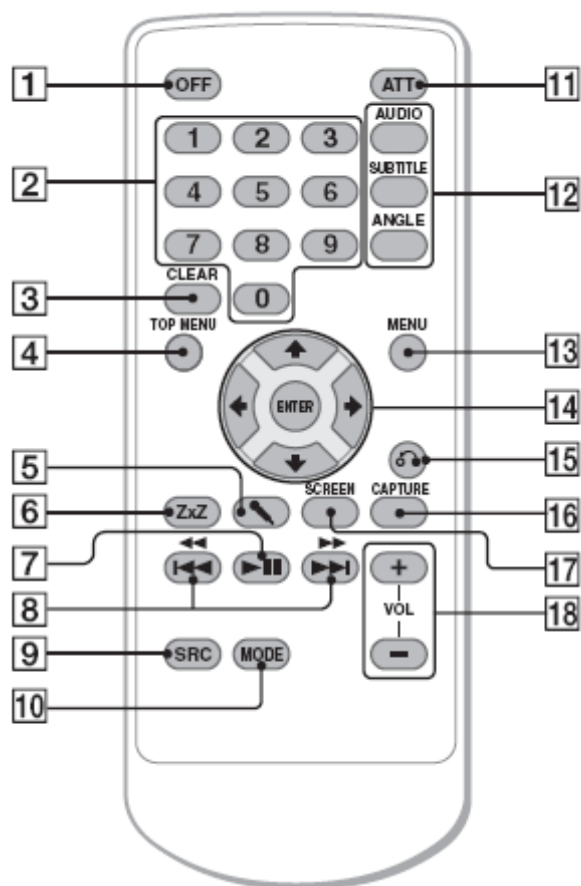 1 OFF ATT 11
AUDIO
1 2 3
2
4 5 6 SUBTITLE 12
ANGLE
7 8 9
CLEAR
3 0
TOP MENU MENU
4 13
ENTER 14
5 15
SCREEN CAPTURE
6 ZxZ 16
7 17
+
8 VOL 18
−
9 SRC MODE
10